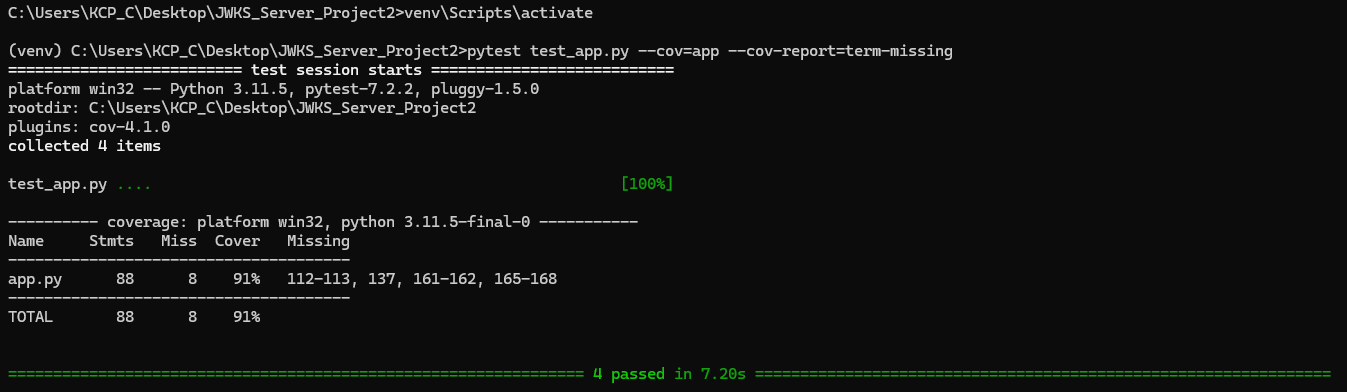 C:\Users\KCP_C\Desktop\JWKS_Server_Project2>venv\Scripts\activate
(venv) C:\Users\KCP_C\Desktop\JWKS_Server_Project2>pytest test_app.py --cov=app --cov-report=term-missing
========================== test session starts ===========================
platform win32 -- Python 3.11.5, pytest-7.2.2, pluggy-1.5.0
rootdir: C:\Users\KCP_C\Desktop\JWKS_Server_Project2
plugins: cov-4.1.0
collected 4 items
test_app.py ....                                                    [100%]
---------- coverage: platform win32, python 3.11.5-final-0 -----------
Name     Stmts   Miss  Cover   Missing
--------------------------------------
app.py      88      8    91%   112-113, 137, 161-162, 165-168
--------------------------------------
TOTAL       88      8    91%
================================================================ 4 passed in 7.20s ================================================================